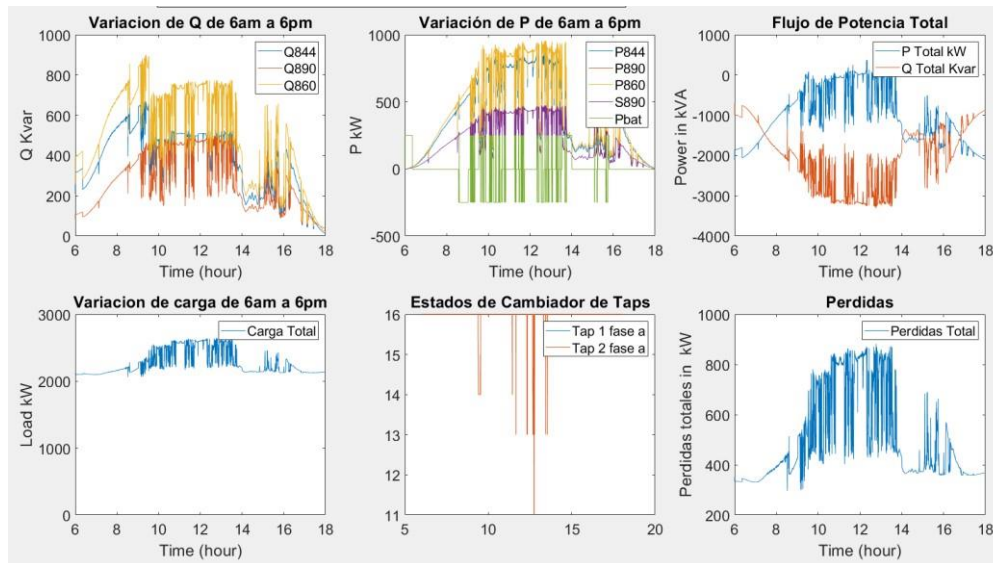 Variacion de Q de 6am a 6pm
1000
800
600
400
200
0
Q Kvar
Q844
Q890
Q860
6 8 10 12 14 16 18
Time (hour)
Variación de P de 6am a 6pm
1000
500
0
-500
P kW
P844
P890
P860
S890
Pbat
6 8 10 12 14 16 18
Time (hour)
Flujo de Potencia Total
1000
0
-1000
-2000
-3000
-4000
Power in kVA
P Total kW
Q Total Kvar
6 8 10 12 14 16 18
Time (hour)
Variacion de carga de 6am a 6pm
3000
2000
1000
0
Load kW
Carga Total
6 8 10 12 14 16 18
Time (hour)
Estados de Cambiador de Taps
16
15
14
13
12
11
Tap 1 fase a
Tap 2 fase a
5 10 15 20
Perdidas
1000
800
600
400
200
Perdidas totales in kW
Perdidas Total
6 8 10 12 14 16 18
Time (hour)